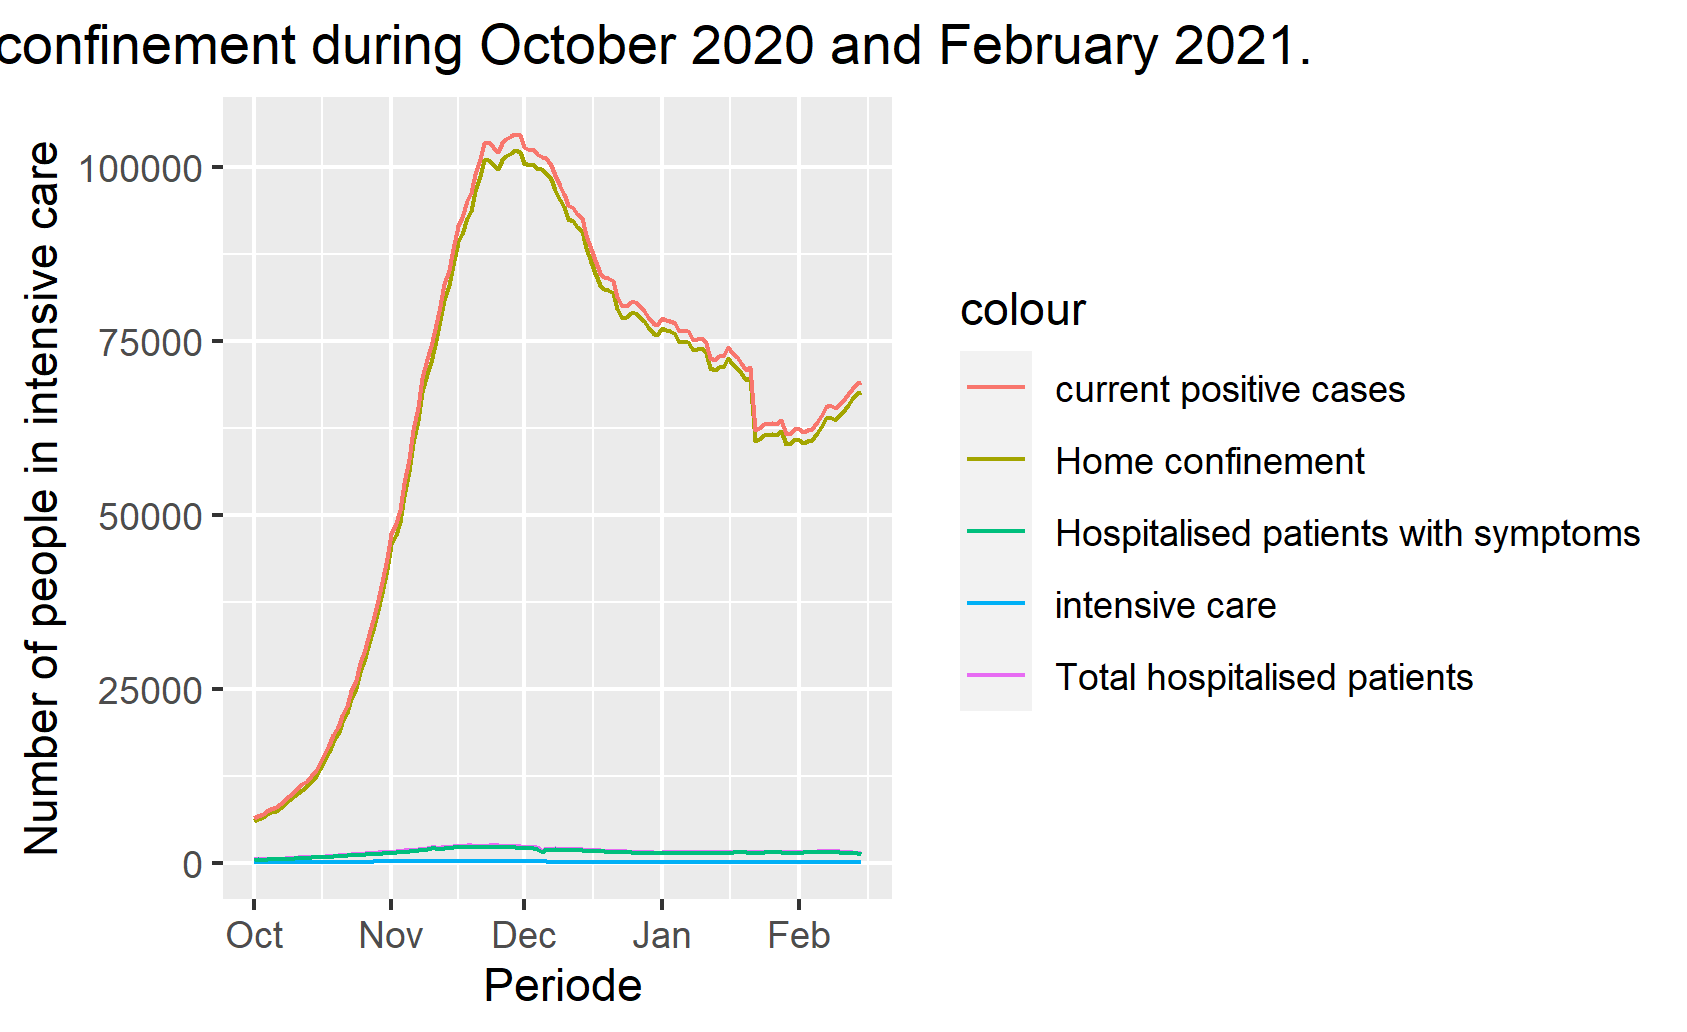 confinement during October 2020 and February 2021.
Number of people in intensive care
100000
75000
50000
25000
0
Oct Nov Dec Jan Feb
Periode
colour
current positive cases
Home confinement
Hospitalised patients with symptoms
intensive care
Total hospitalised patients